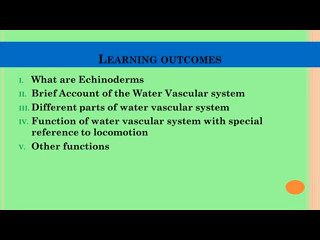 LEARNING OUTCOMES
I. What are Echinoderms
II. Brief Account of the Water Vascular system
III. Different parts of water vascular system
IV. Function of water vascular system with special
reference to locomotion
V. Other functions